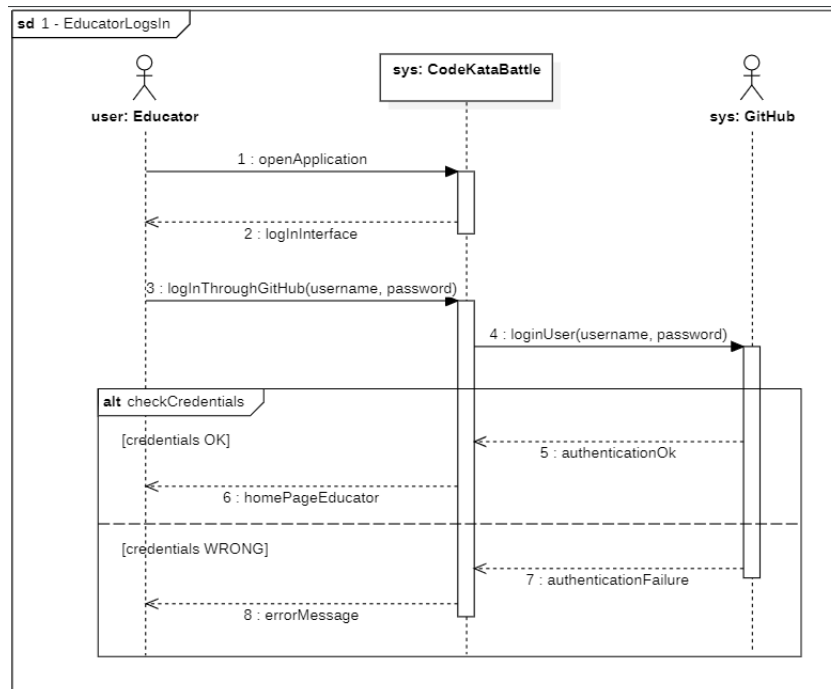 sd 1 - EducatorLogsIn
user: Educator
sys: CodeKataBattle
sys: GitHub
1 : openApplication
2 : logInInterface
3 : logInThroughGitHub(username, password)
4 : loginUser(username, password)
alt checkCredentials
[credentials OK]
5 : authenticationOk
6 : homePageEducator
[credentials WRONG]
7 : authenticationFailure
8 : errorMessage